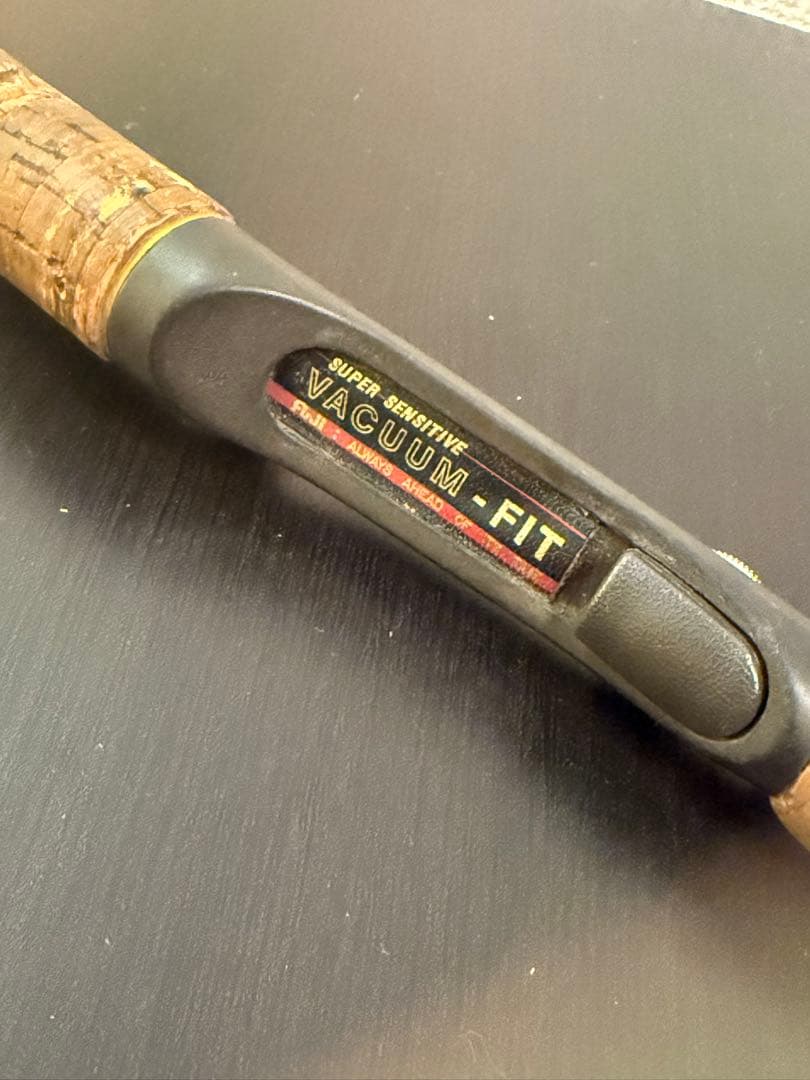 SUPER SENSITIVE
VACUUM-FIT
FUJI : ALWAYS AHEAD OF